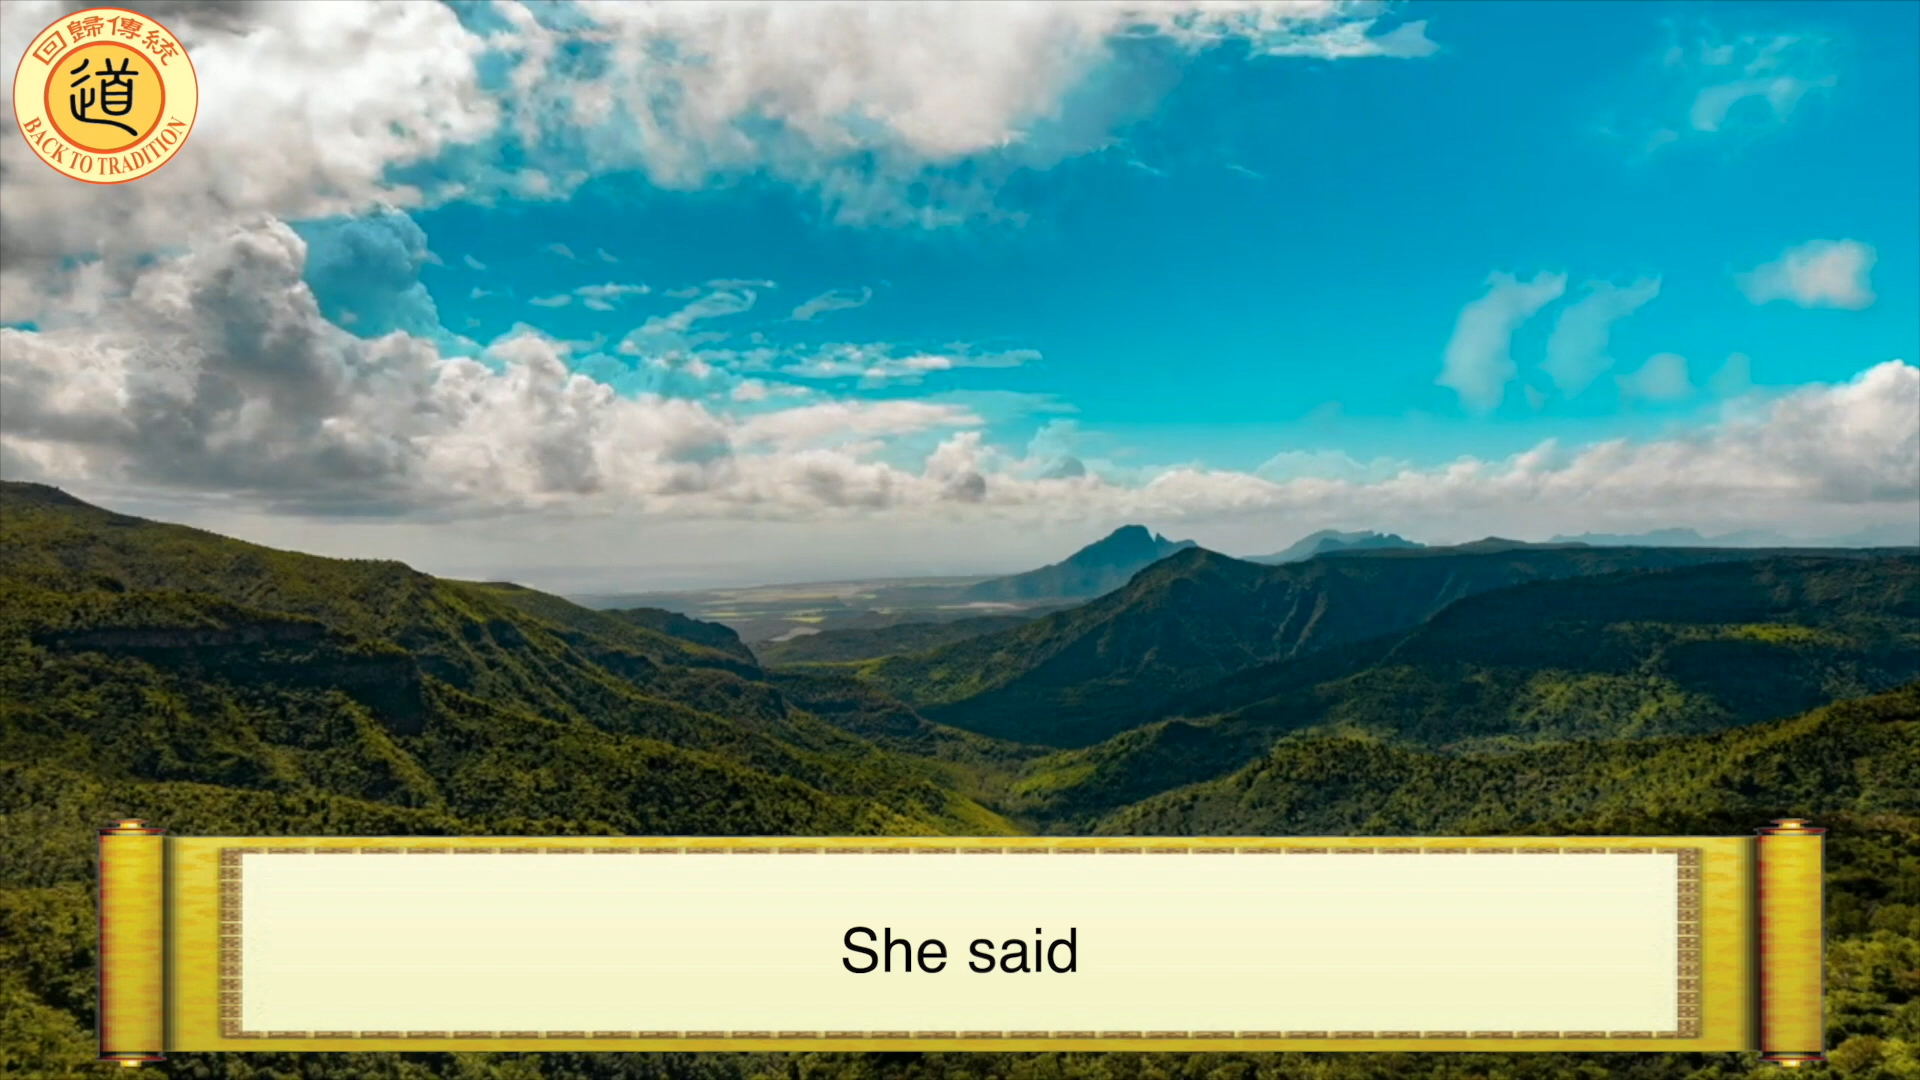 回歸傳統
道
BACK TO TRADITION
She said